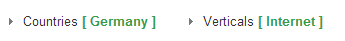 Countries [ Germany ] Verticals [ Internet ]